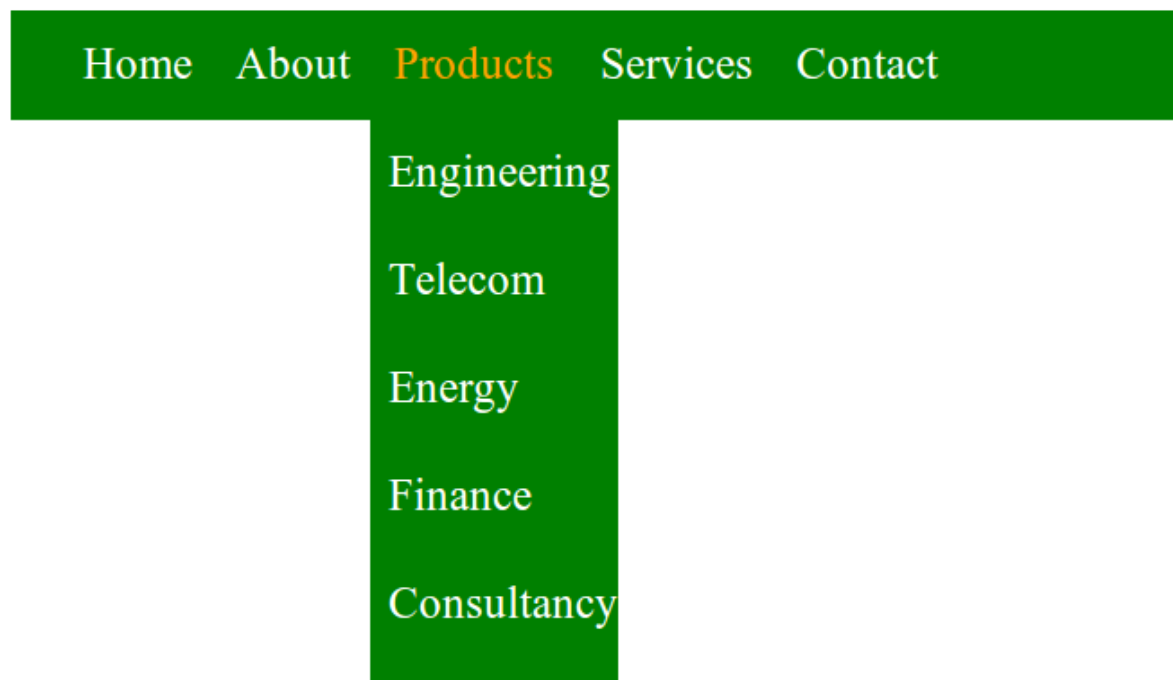 Home About Products Services Contact
Engineering
Telecom
Energy
Finance
Consultancy